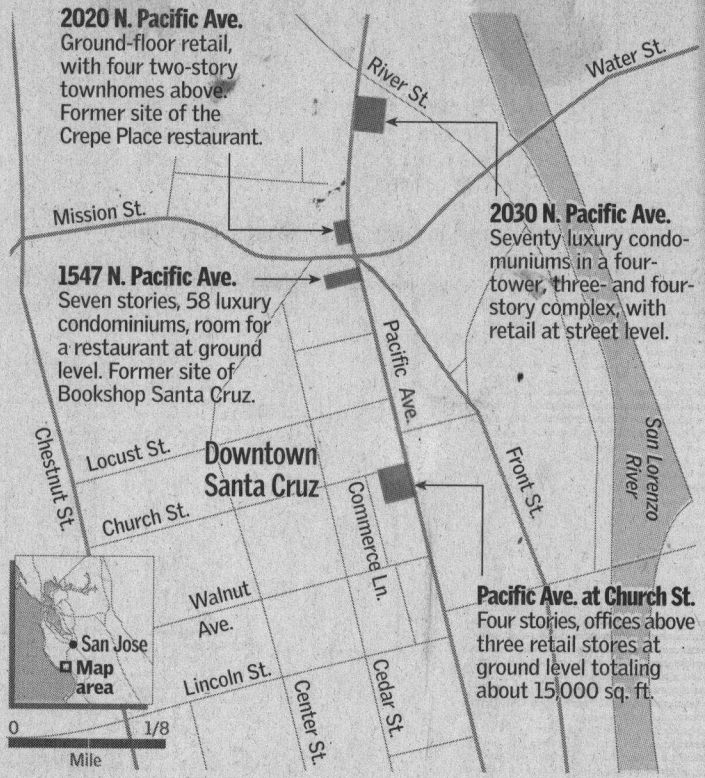 2020 N. Pacific Ave.
Ground-floor retail,
with four two-story
townhomes above.
Former site of the
Crepe Place restaurant.
River St.
Water St.
Mission St.
2030 N. Pacific Ave.
Seventy luxury condo-
muniums in a four-
tower, three- and four-
story complex, with
retail at street level.
1547 N. Pacific Ave.
Seven stories, 58 luxury
condominiums, room for
a restaurant at ground
level. Former site of
Bookshop Santa Cruz.
Pacific Ave.
Chestnut St.
Locust St.
Downtown
Santa Cruz
Church St.
Commerce Ln.
Front St.
San Lorenzo
River
Walnut
Ave.
Pacific Ave. at Church St.
Four stories, offices above
three retail stores at
ground level totaling
about 15,000 sq. ft.
San Jose
Map
area
Lincoln St.
Center St.
Cedar St.
0 1/8
Mile